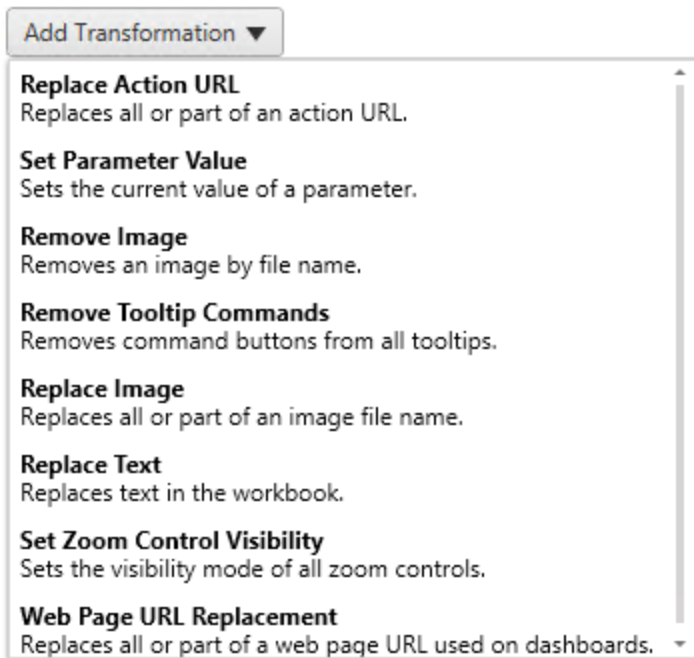 Add Transformation ▼
Replace Action URL
Replaces all or part of an action URL.
Set Parameter Value
Sets the current value of a parameter.
Remove Image
Removes an image by file name.
Remove Tooltip Commands
Removes command buttons from all tooltips.
Replace Image
Replaces all or part of an image file name.
Replace Text
Replaces text in the workbook.
Set Zoom Control Visibility
Sets the visibility mode of all zoom controls.
Web Page URL Replacement
Replaces all or part of a web page URL used on dashboards.